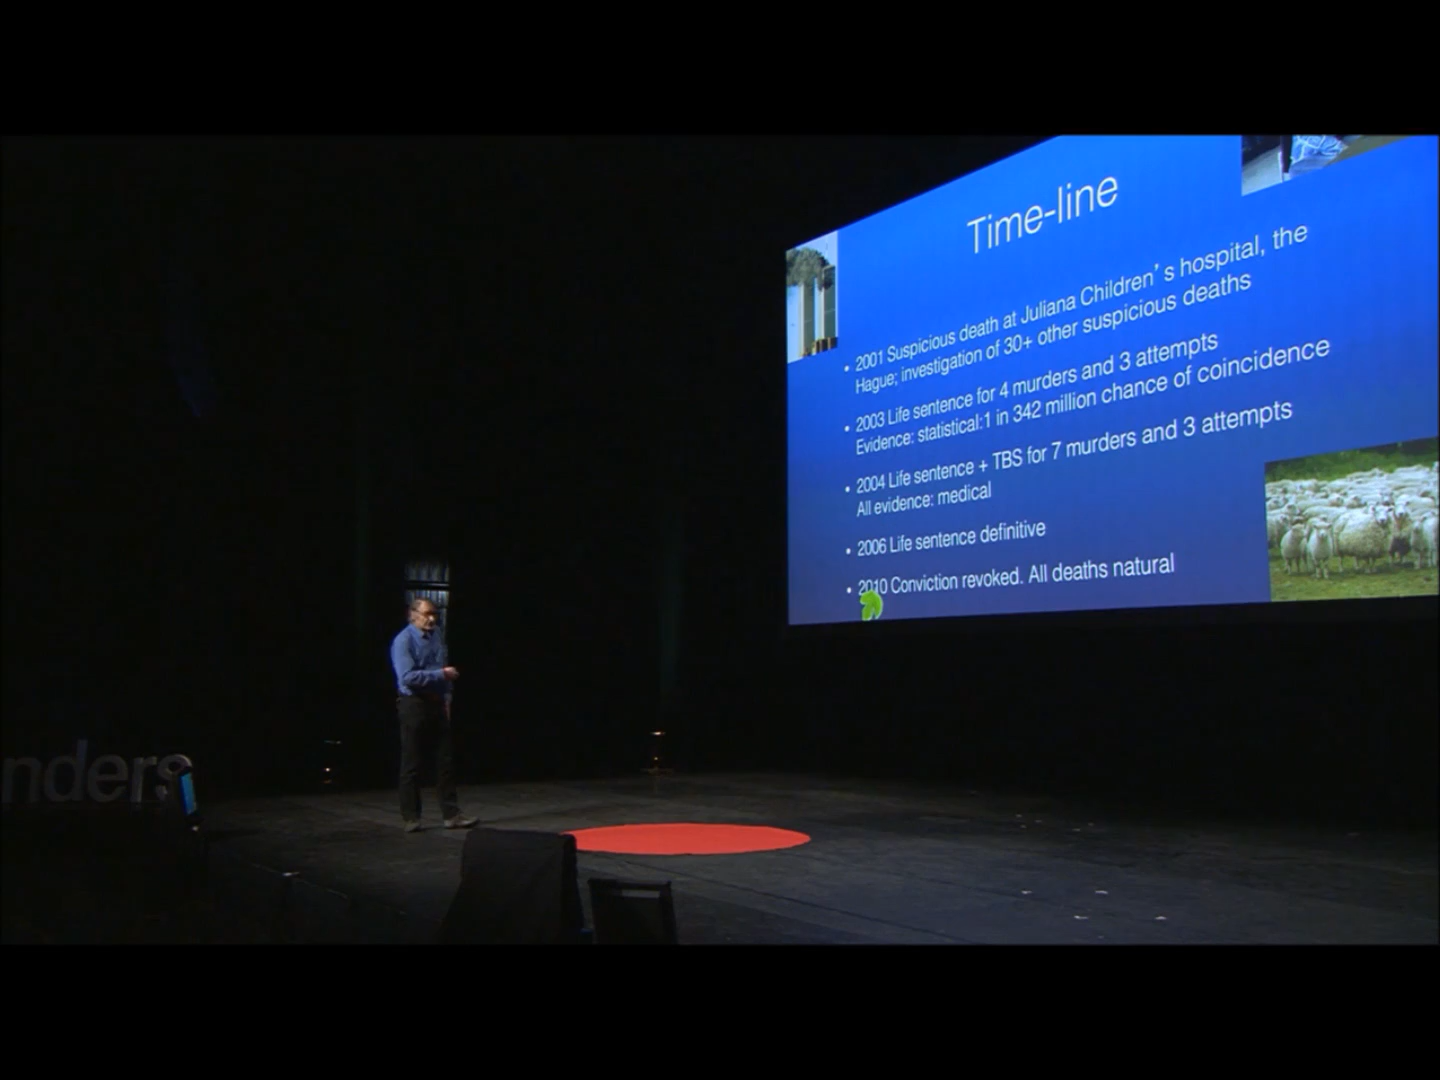 Time-line
• 2001 Suspicious death at Juliana Children's hospital, the
Hague; investigation of 30+ other suspicious deaths
• 2003 Life sentence for 4 murders and 3 attempts
Evidence: statistical:1 in 342 million chance of coincidence
• 2004 Life sentence + TBS for 7 murders and 3 attempts
All evidence: medical
• 2006 Life sentence definitive
• 2010 Conviction revoked. All deaths natural
nders